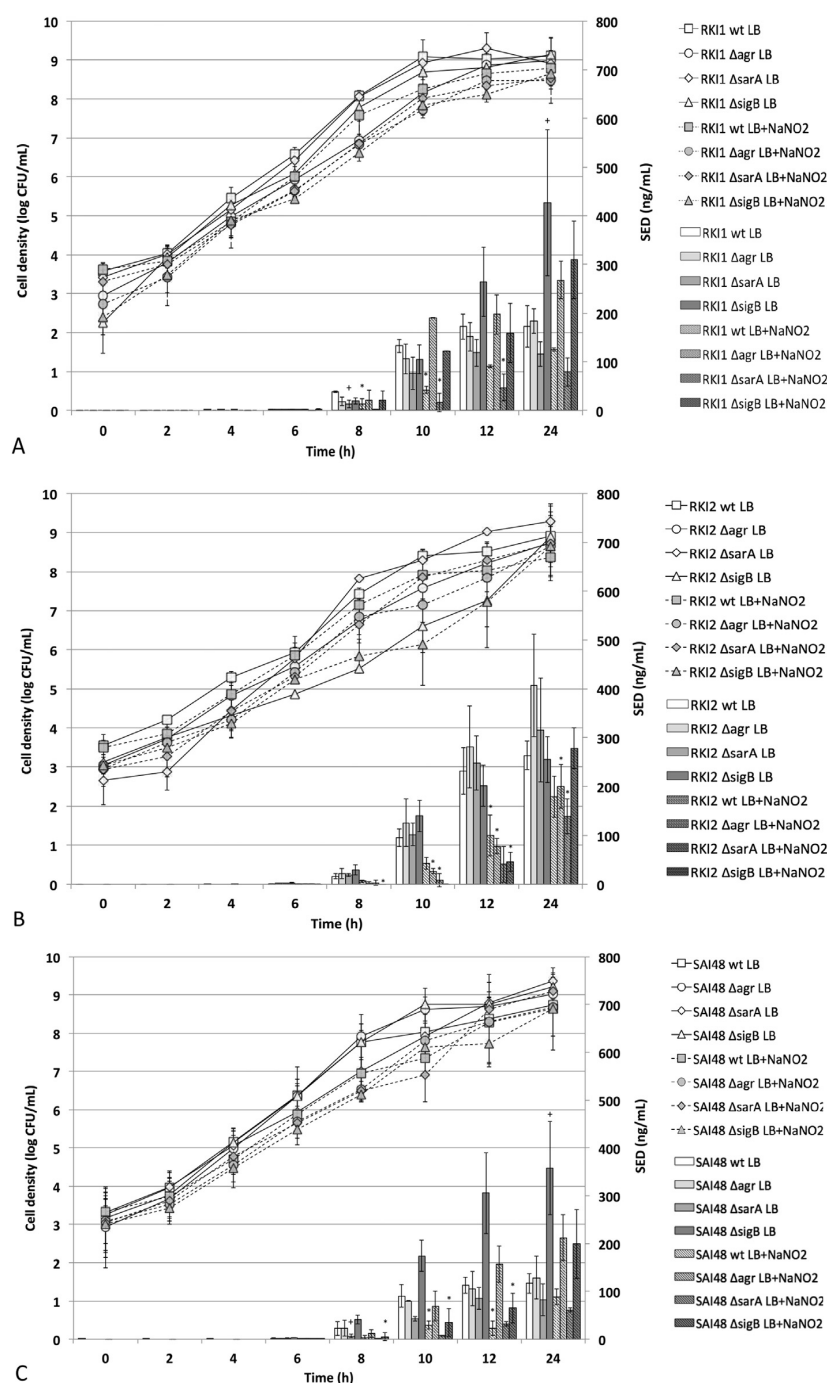 10
9
8
7
6
5
4
3
2
1
0
Cell density (log CFU/mL)
800
700
600
500
400
300
200
100
0
SED (ng/mL)
0 2 4 6 8 10 12 24
Time (h)
+ * * * * +
RKI1 wt LB
RKI1 Δagr LB
RKI1 ΔsarA LB
RKI1 ΔsigB LB
RKI1 wt LB+NaNO2
RKI1 Δagr LB+NaNO2
RKI1 ΔsarA LB+NaNO2
RKI1 ΔsigB LB+NaNO2
RKI1 wt LB
RKI1 Δagr LB
RKI1 ΔsarA LB
RKI1 ΔsigB LB
RKI1 wt LB+NaNO2
RKI1 Δagr LB+NaNO2
RKI1 ΔsarA LB+NaNO2
RKI1 ΔsigB LB+NaNO2
A
10
9
8
7
6
5
4
3
2
1
0
Cell density (log CFU/mL)
800
700
600
500
400
300
200
100
0
SED (ng/mL)
0 2 4 6 8 10 12 24
Time (h)
* * * * * * * * *
RKI2 wt LB
RKI2 Δagr LB
RKI2 ΔsarA LB
RKI2 ΔsigB LB
RKI2 wt LB+NaNO2
RKI2 Δagr LB+NaNO2
RKI2 ΔsarA LB+NaNO2
RKI2 ΔsigB LB+NaNO2
RKI2 wt LB
RKI2 Δagr LB
RKI2 ΔsarA LB
RKI2 ΔsigB LB
RKI2 wt LB+NaNO2
RKI2 Δagr LB+NaNO2
RKI2 ΔsarA LB+NaNO2
RKI2 ΔsigB LB+NaNO2
B
10
9
8
7
6
5
4
3
2
1
0
Cell density (log CFU/mL)
800
700
600
500
400
300
200
100
0
SED (ng/mL)
0 2 4 6 8 10 12 24
Time (h)
+ * * * * * +
SAI48 wt LB
SAI48 Δagr LB
SAI48 ΔsarA LB
SAI48 ΔsigB LB
SAI48 wt LB+NaNO2
SAI48 Δagr LB+NaNO2
SAI48 ΔsarA LB+NaNO2
SAI48 ΔsigB LB+NaNO2
SAI48 wt LB
SAI48 Δagr LB
SAI48 ΔsarA LB
SAI48 ΔsigB LB
SAI48 wt LB+NaNO2
SAI48 Δagr LB+NaNO2
SAI48 ΔsarA LB+NaNO2
SAI48 ΔsigB LB+NaNO2
C